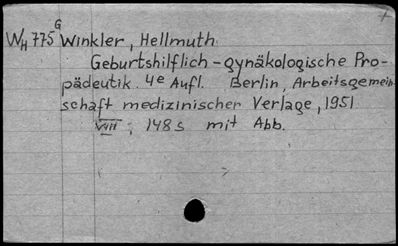 WH 775 G Winkler, Hellmuth
Geburtshilflich-gynäkologische Pro-
pädeutik. 4e Aufl. Berlin, Arbeitsgemein
schaft medizinischer Verlage, 1951
VIII; 148 s mit Abb.